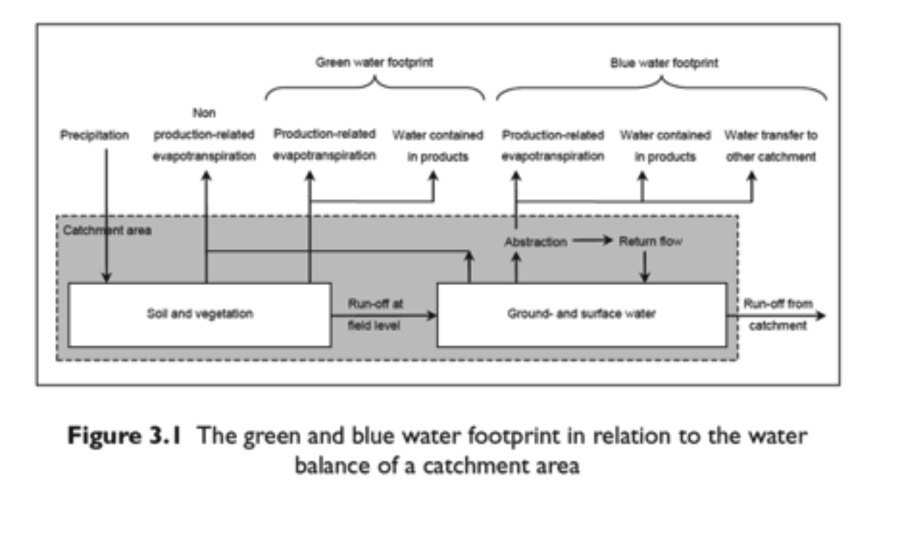 Green water footprint
Blue water footprint
Precipitation
Non
production-related
evapotranspiration
Production-related
evapotranspiration
Water contained
in products
Production-related
evapotranspiration
Water contained
in products
Water transfer to
other catchment
Catchment area
Abstraction
Return flow
Soil and vegetation
Run-off at
field level
Ground- and surface water
Run-off from
catchment
Figure 3.1 The green and blue water footprint in relation to the water
balance of a catchment area